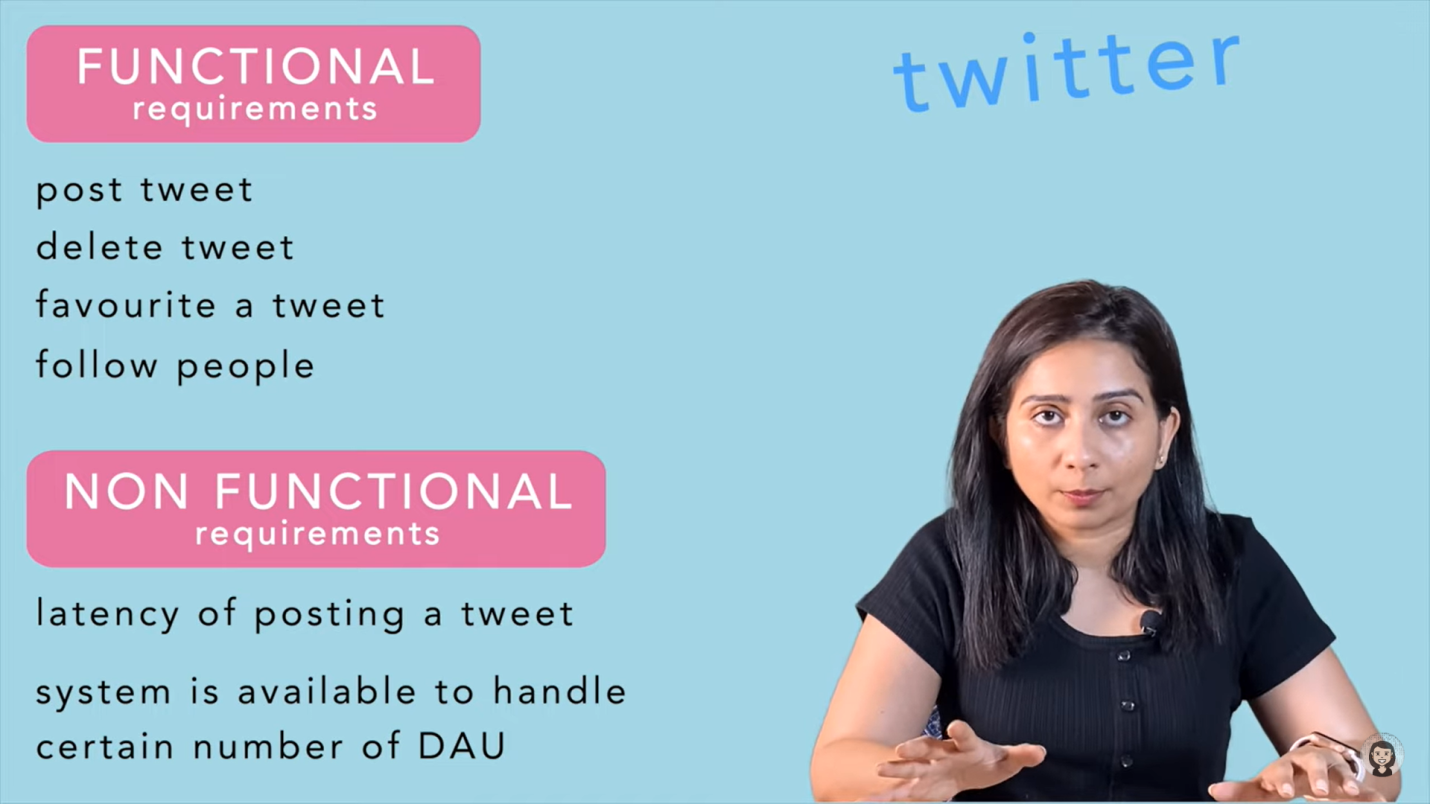 FUNCTIONAL
requirements
twitter
post tweet
delete tweet
favourite a tweet
follow people
NON FUNCTIONAL
requirements
latency of posting a tweet
system is available to handle
certain number of DAU